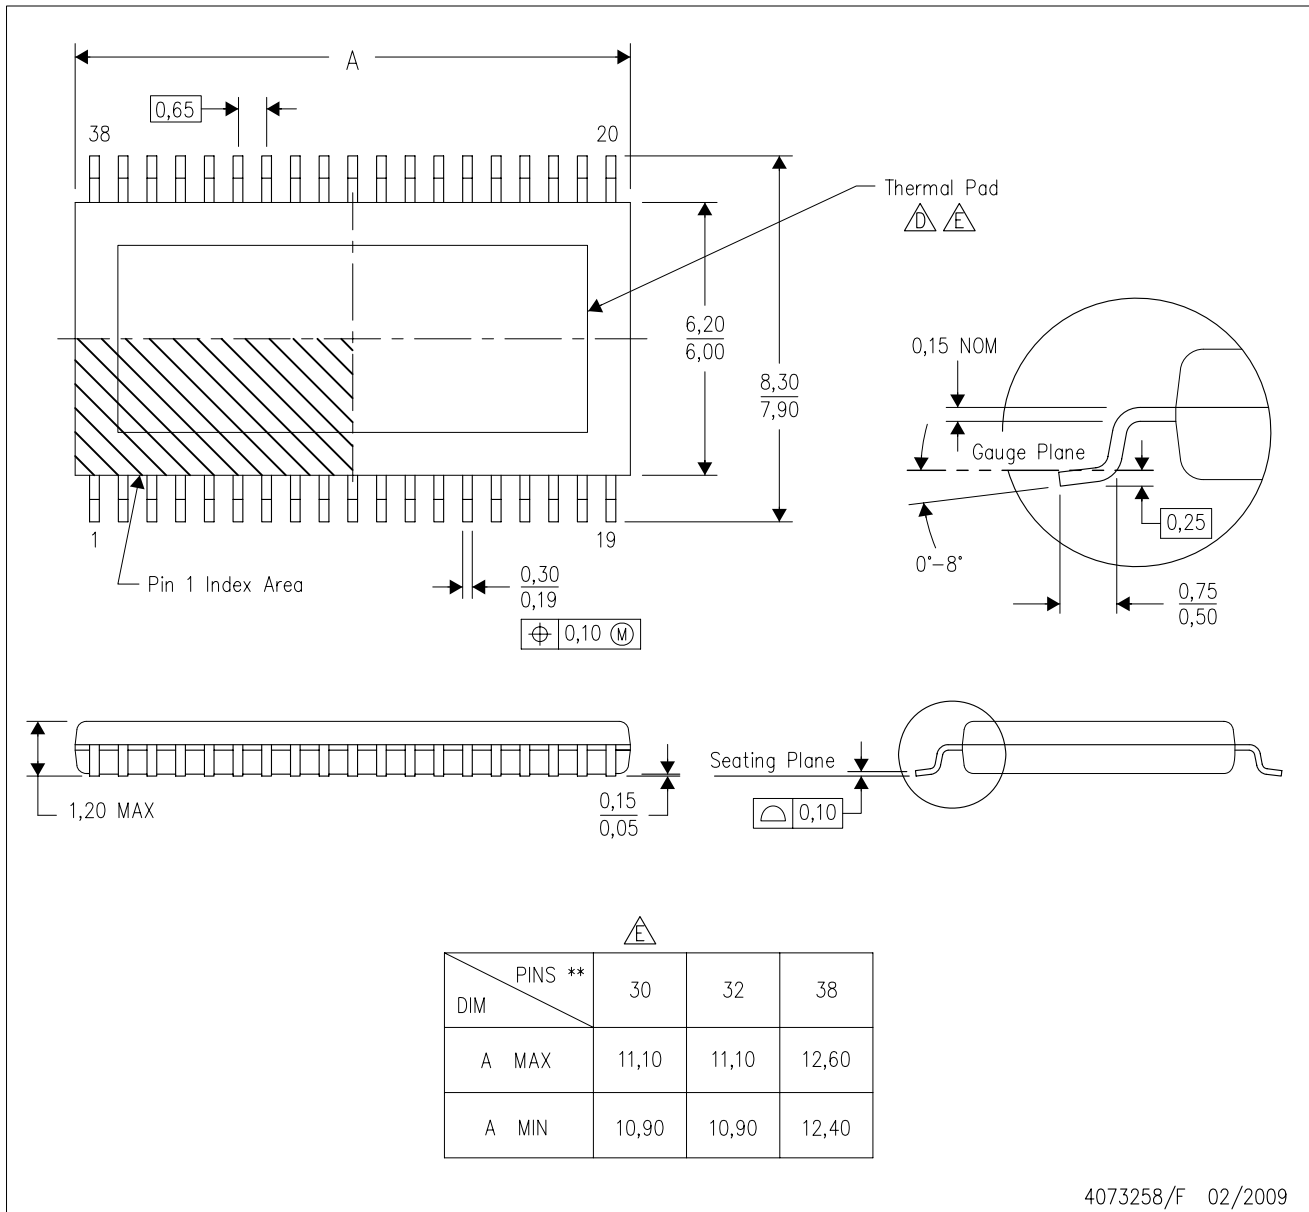 A
0,65
38
20
Thermal Pad
D E
6,20
6,00
8,30
7,90
0,15 NOM
Gauge Plane
0,25
0°–8°
0,75
0,50
1
19
Pin 1 Index Area
0,30
0,19
0,10 M
1,20 MAX
0,15
0,05
Seating Plane
0,10
E
PINS **
DIM
30 32 38
A MAX 11,10 11,10 12,60
A MIN 10,90 10,90 12,40
4073258/F 02/2009